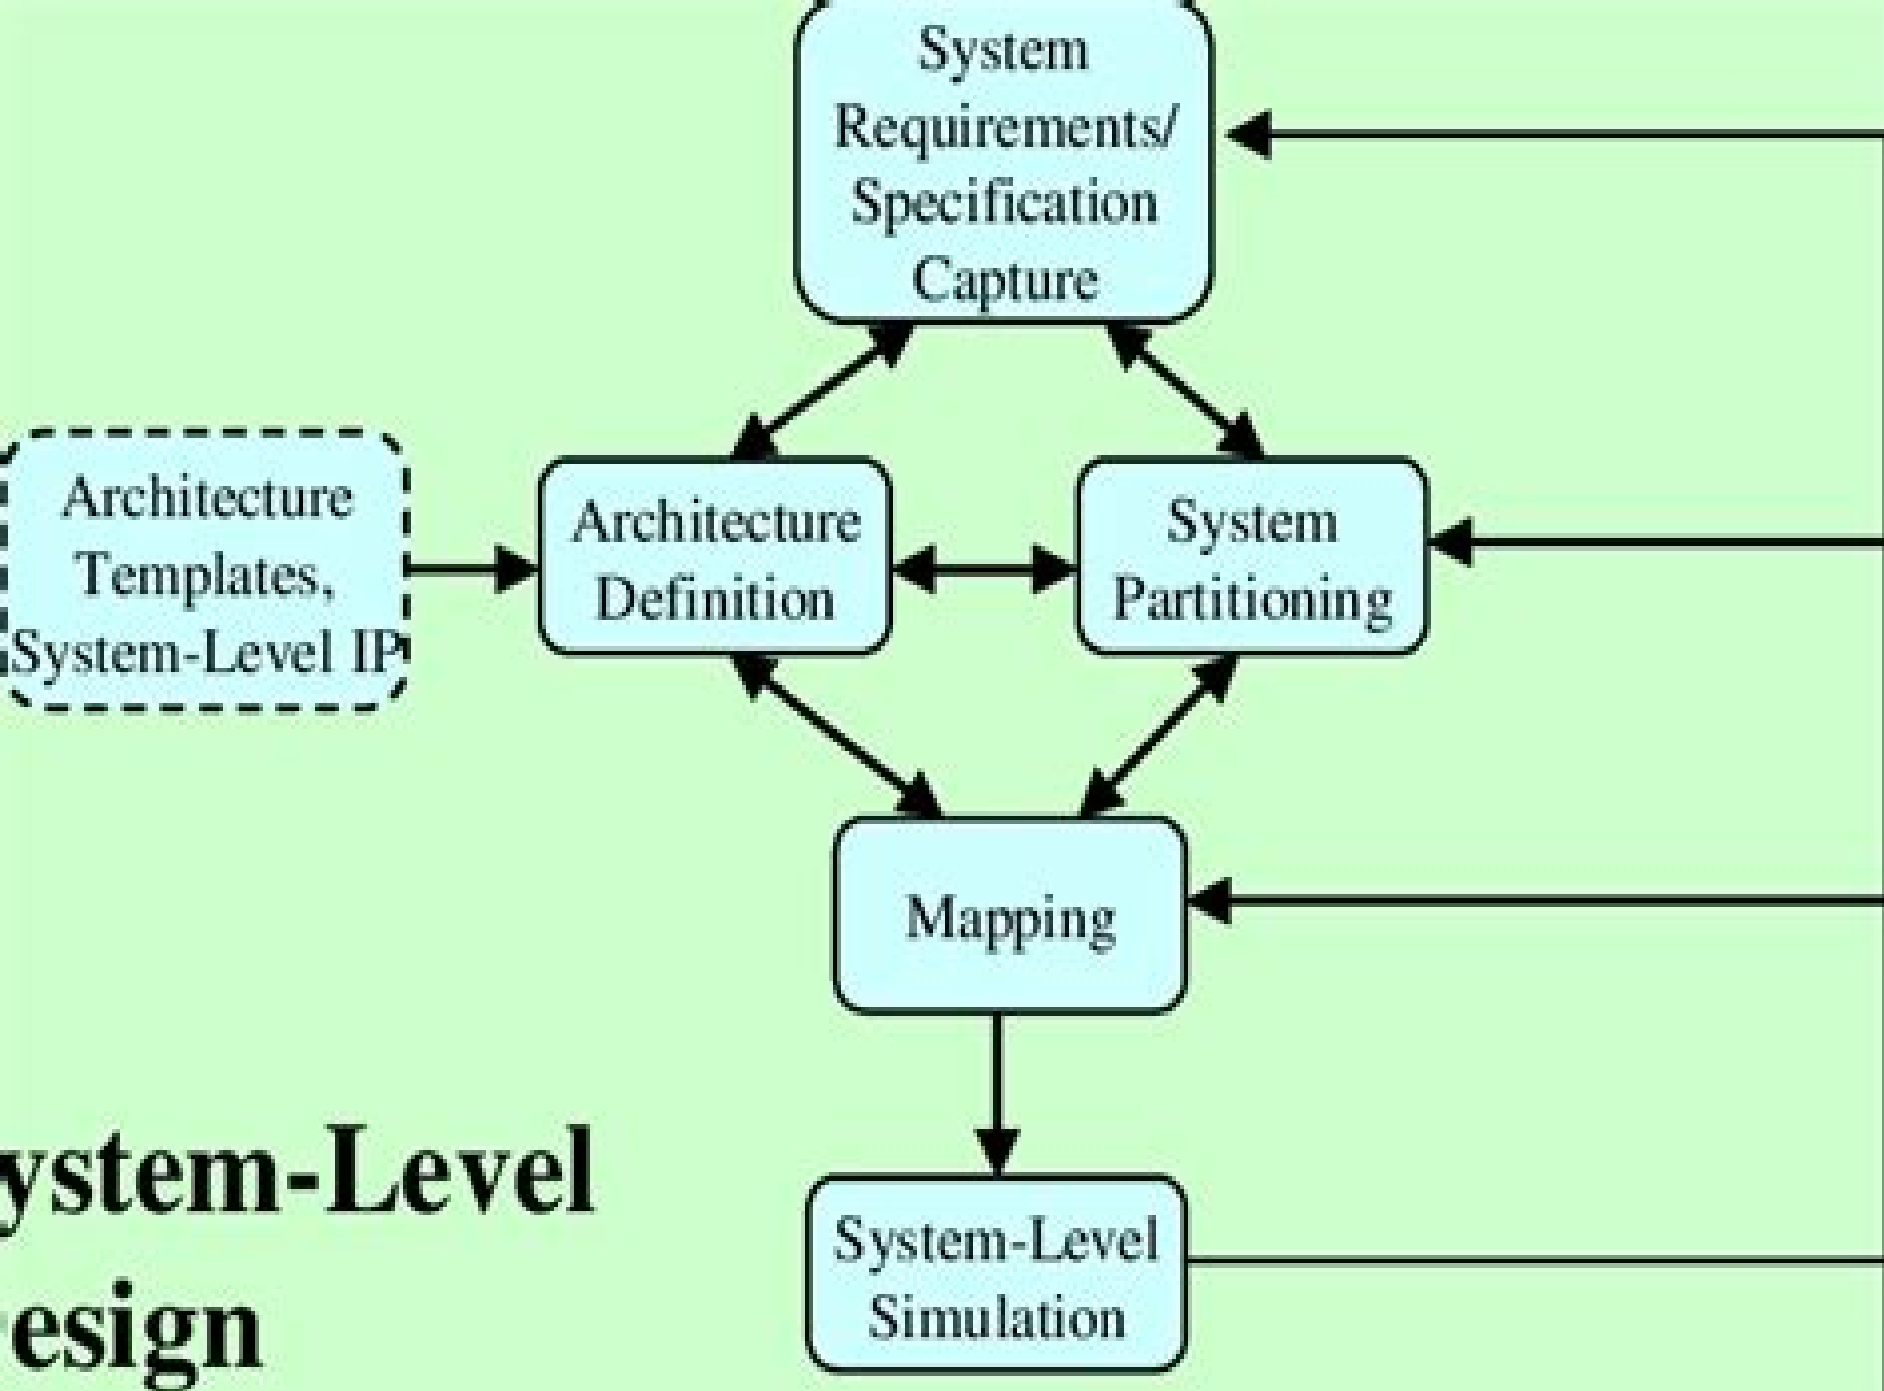 System
Requirements/
Specification
Capture
Architecture
Templates,
System-Level IP
Architecture
Definition
System
Partitioning
Mapping
System-Level
Simulation
ystem-Level
esign